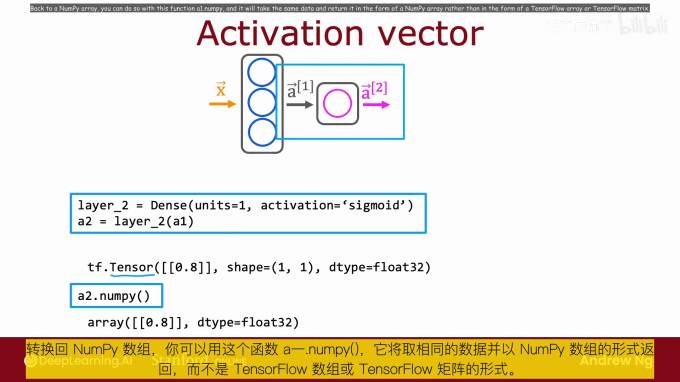 Back to a NumPy array, you can do so with this function a1.numpy, and it will take the same data and return it in the form of a NumPy array rather than in the form of a TensorFlow array or TensorFlow matrix.
bilibili
Activation vector
x⃗ a⃗[1] a⃗[2]
layer_2 = Dense(units=1, activation=‘sigmoid’)
a2 = layer_2(a1)
tf.Tensor([[0.8]], shape=(1, 1), dtype=float32)
a2.numpy()
array([[0.8]], dtype=float32)
转换回 NumPy 数组，你可以用这个函数 a一.numpy()，它将取相同的数据并以 NumPy 数组的形式返
回，而不是 TensorFlow 数组或 TensorFlow 矩阵的形式。
DeepLearning.AI Stanford Andrew Ng